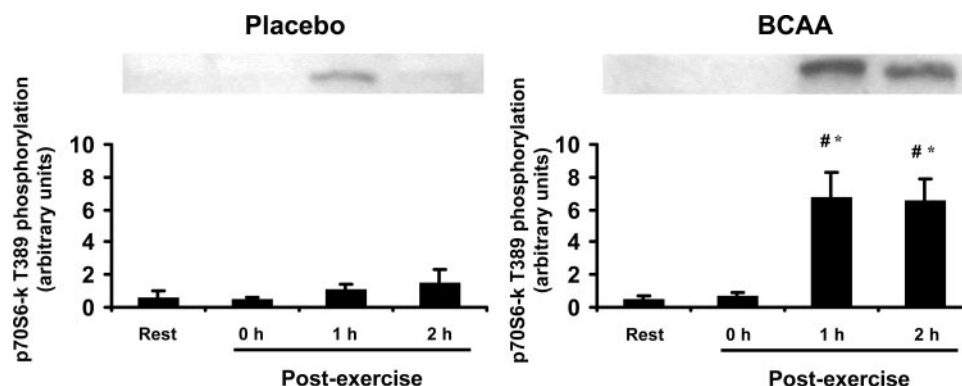 Placebo
p70S6-k T389 phosphorylation
(arbitrary units)
10
8
6
4
2
0
Rest
0 h
1 h
2 h
Post-exercise
BCAA
p70S6-k T389 phosphorylation
(arbitrary units)
10
8
6
4
2
0
# *
# *
Rest
0 h
1 h
2 h
Post-exercise